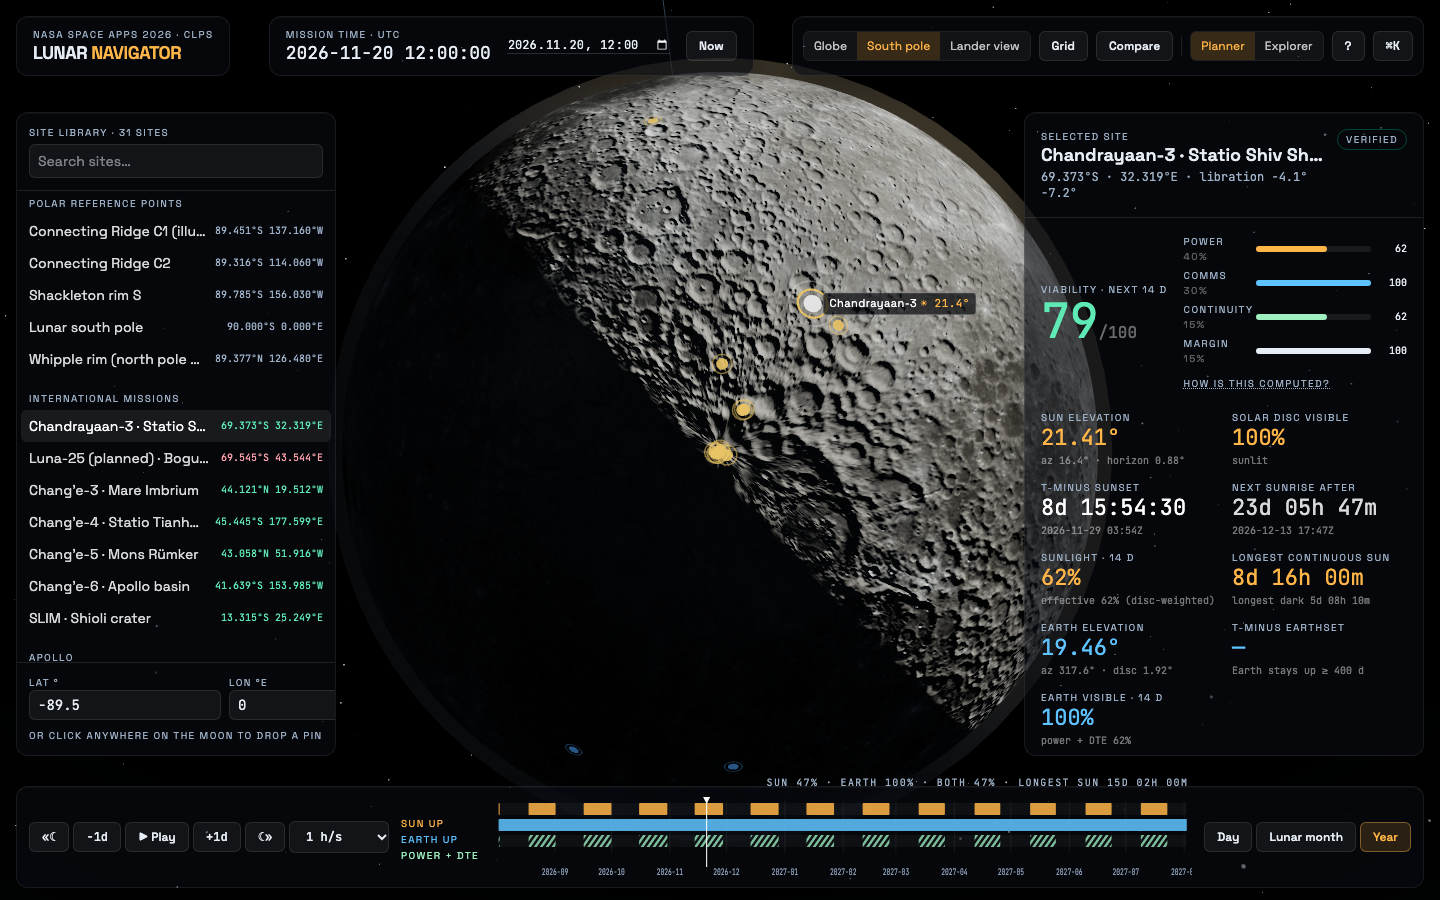 NASA SPACE APPS 2026 · CLPS
LUNAR NAVIGATOR
MISSION TIME · UTC
2026-11-20 12:00:00
2026.11.20, 12:00
Now
Globe
South pole
Lander view
Grid
Compare
Planner
Explorer
?
⌘K
SITE LIBRARY · 31 SITES
Search sites…
POLAR REFERENCE POINTS
Connecting Ridge C1 (illu… 89.451°S 137.160°W
Connecting Ridge C2 89.316°S 114.060°W
Shackleton rim S 89.785°S 156.030°W
Lunar south pole 90.000°S 0.000°E
Whipple rim (north pole … 89.377°N 126.480°E
INTERNATIONAL MISSIONS
Chandrayaan-3 · Statio S… 69.373°S 32.319°E
Luna-25 (planned) · Bogu… 69.545°S 43.544°E
Chang'e-3 · Mare Imbrium 44.121°N 19.512°W
Chang'e-4 · Statio Tianh… 45.445°S 177.599°E
Chang'e-5 · Mons Rümker 43.058°N 51.916°W
Chang'e-6 · Apollo basin 41.639°S 153.985°W
SLIM · Shioli crater 13.315°S 25.249°E
APOLLO
LAT °
LON °E
-89.5
0
OR CLICK ANYWHERE ON THE MOON TO DROP A PIN
Chandrayaan-3 ☀ 21.4°
SELECTED SITE
VERIFIED
Chandrayaan-3 · Statio Shiv Sh…
69.373°S · 32.319°E · libration -4.1°
-7.2°
VIABILITY · NEXT 14 D
79/100
POWER
40%
62
COMMS
30%
100
CONTINUITY
15%
62
MARGIN
15%
100
HOW IS THIS COMPUTED?
SUN ELEVATION
21.41°
az 16.4° · horizon 0.88°
SOLAR DISC VISIBLE
100%
sunlit
T-MINUS SUNSET
8d 15:54:30
2026-11-29 03:54Z
NEXT SUNRISE AFTER
23d 05h 47m
2026-12-13 17:47Z
SUNLIGHT · 14 D
62%
effective 62% (disc-weighted)
LONGEST CONTINUOUS SUN
8d 16h 00m
longest dark 5d 08h 10m
EARTH ELEVATION
19.46°
az 317.6° · disc 1.92°
T-MINUS EARTHSET
—
Earth stays up ≥ 400 d
EARTH VISIBLE · 14 D
100%
power + DTE 62%
SUN 47% · EARTH 100% · BOTH 47% · LONGEST SUN 15D 02H 00M
«☾
-1d
▶ Play
+1d
☾»
1 h/s
SUN UP
EARTH UP
POWER + DTE
2026-09 2026-10 2026-11 2026-12 2027-01 2027-02 2027-03 2027-04 2027-05 2027-06 2027-07 2027-0
Day
Lunar month
Year